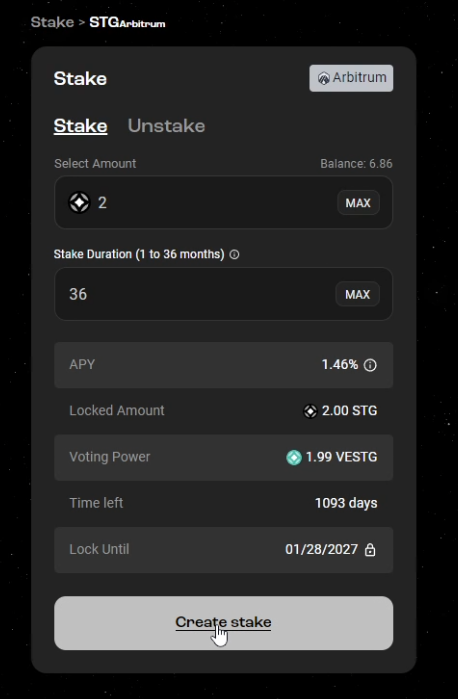 Stake > STGArbitrum
Stake Arbitrum
Stake Unstake
Select Amount Balance: 6.86
2 MAX
Stake Duration (1 to 36 months)
36 MAX
APY 1.46%
Locked Amount 2.00 STG
Voting Power 1.99 VESTG
Time left 1093 days
Lock Until 01/28/2027
Create stake